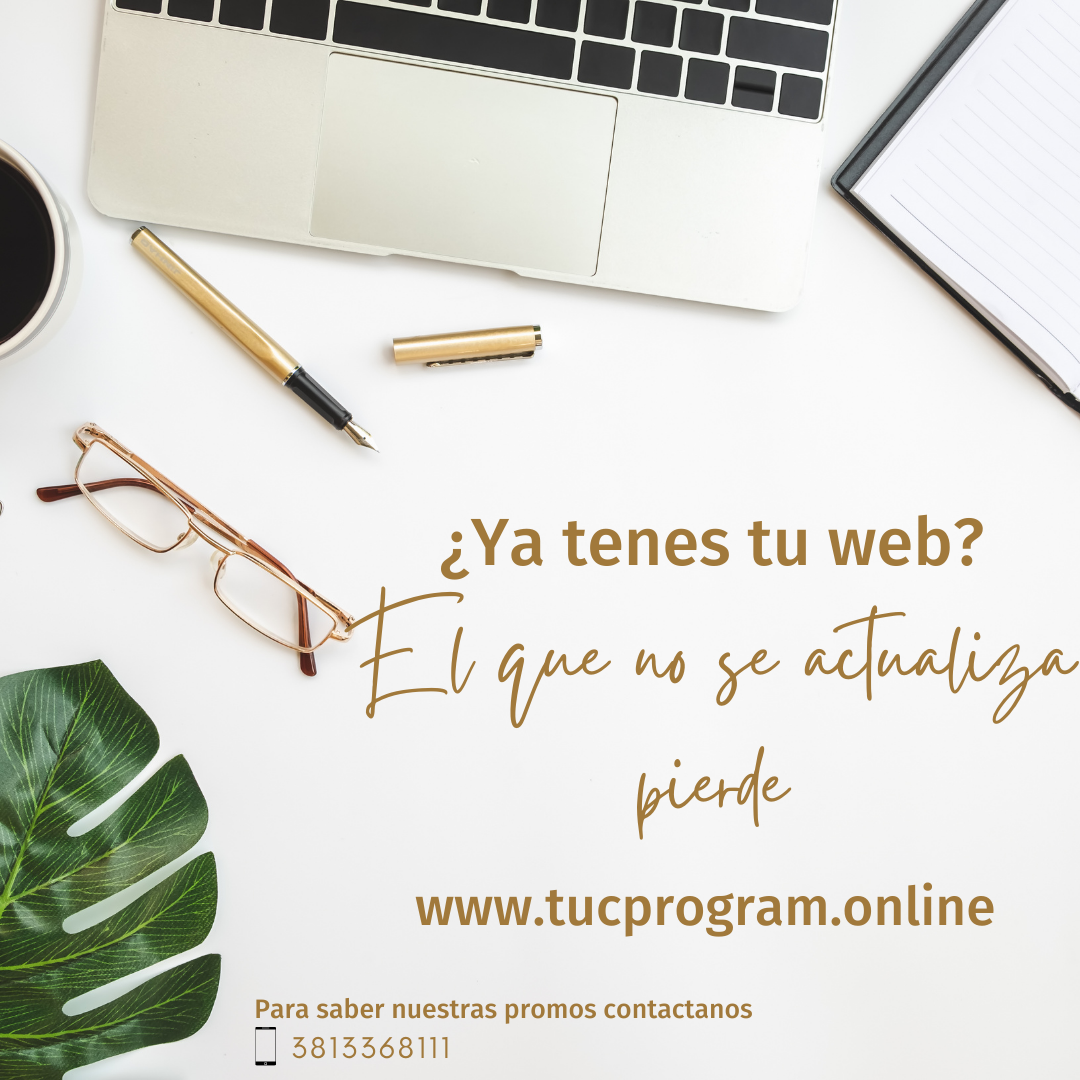 ¿Ya tenes tu web?
El que no se actualiza
pierde
www.tucprogram.online
Para saber nuestras promos contactanos
3813368111